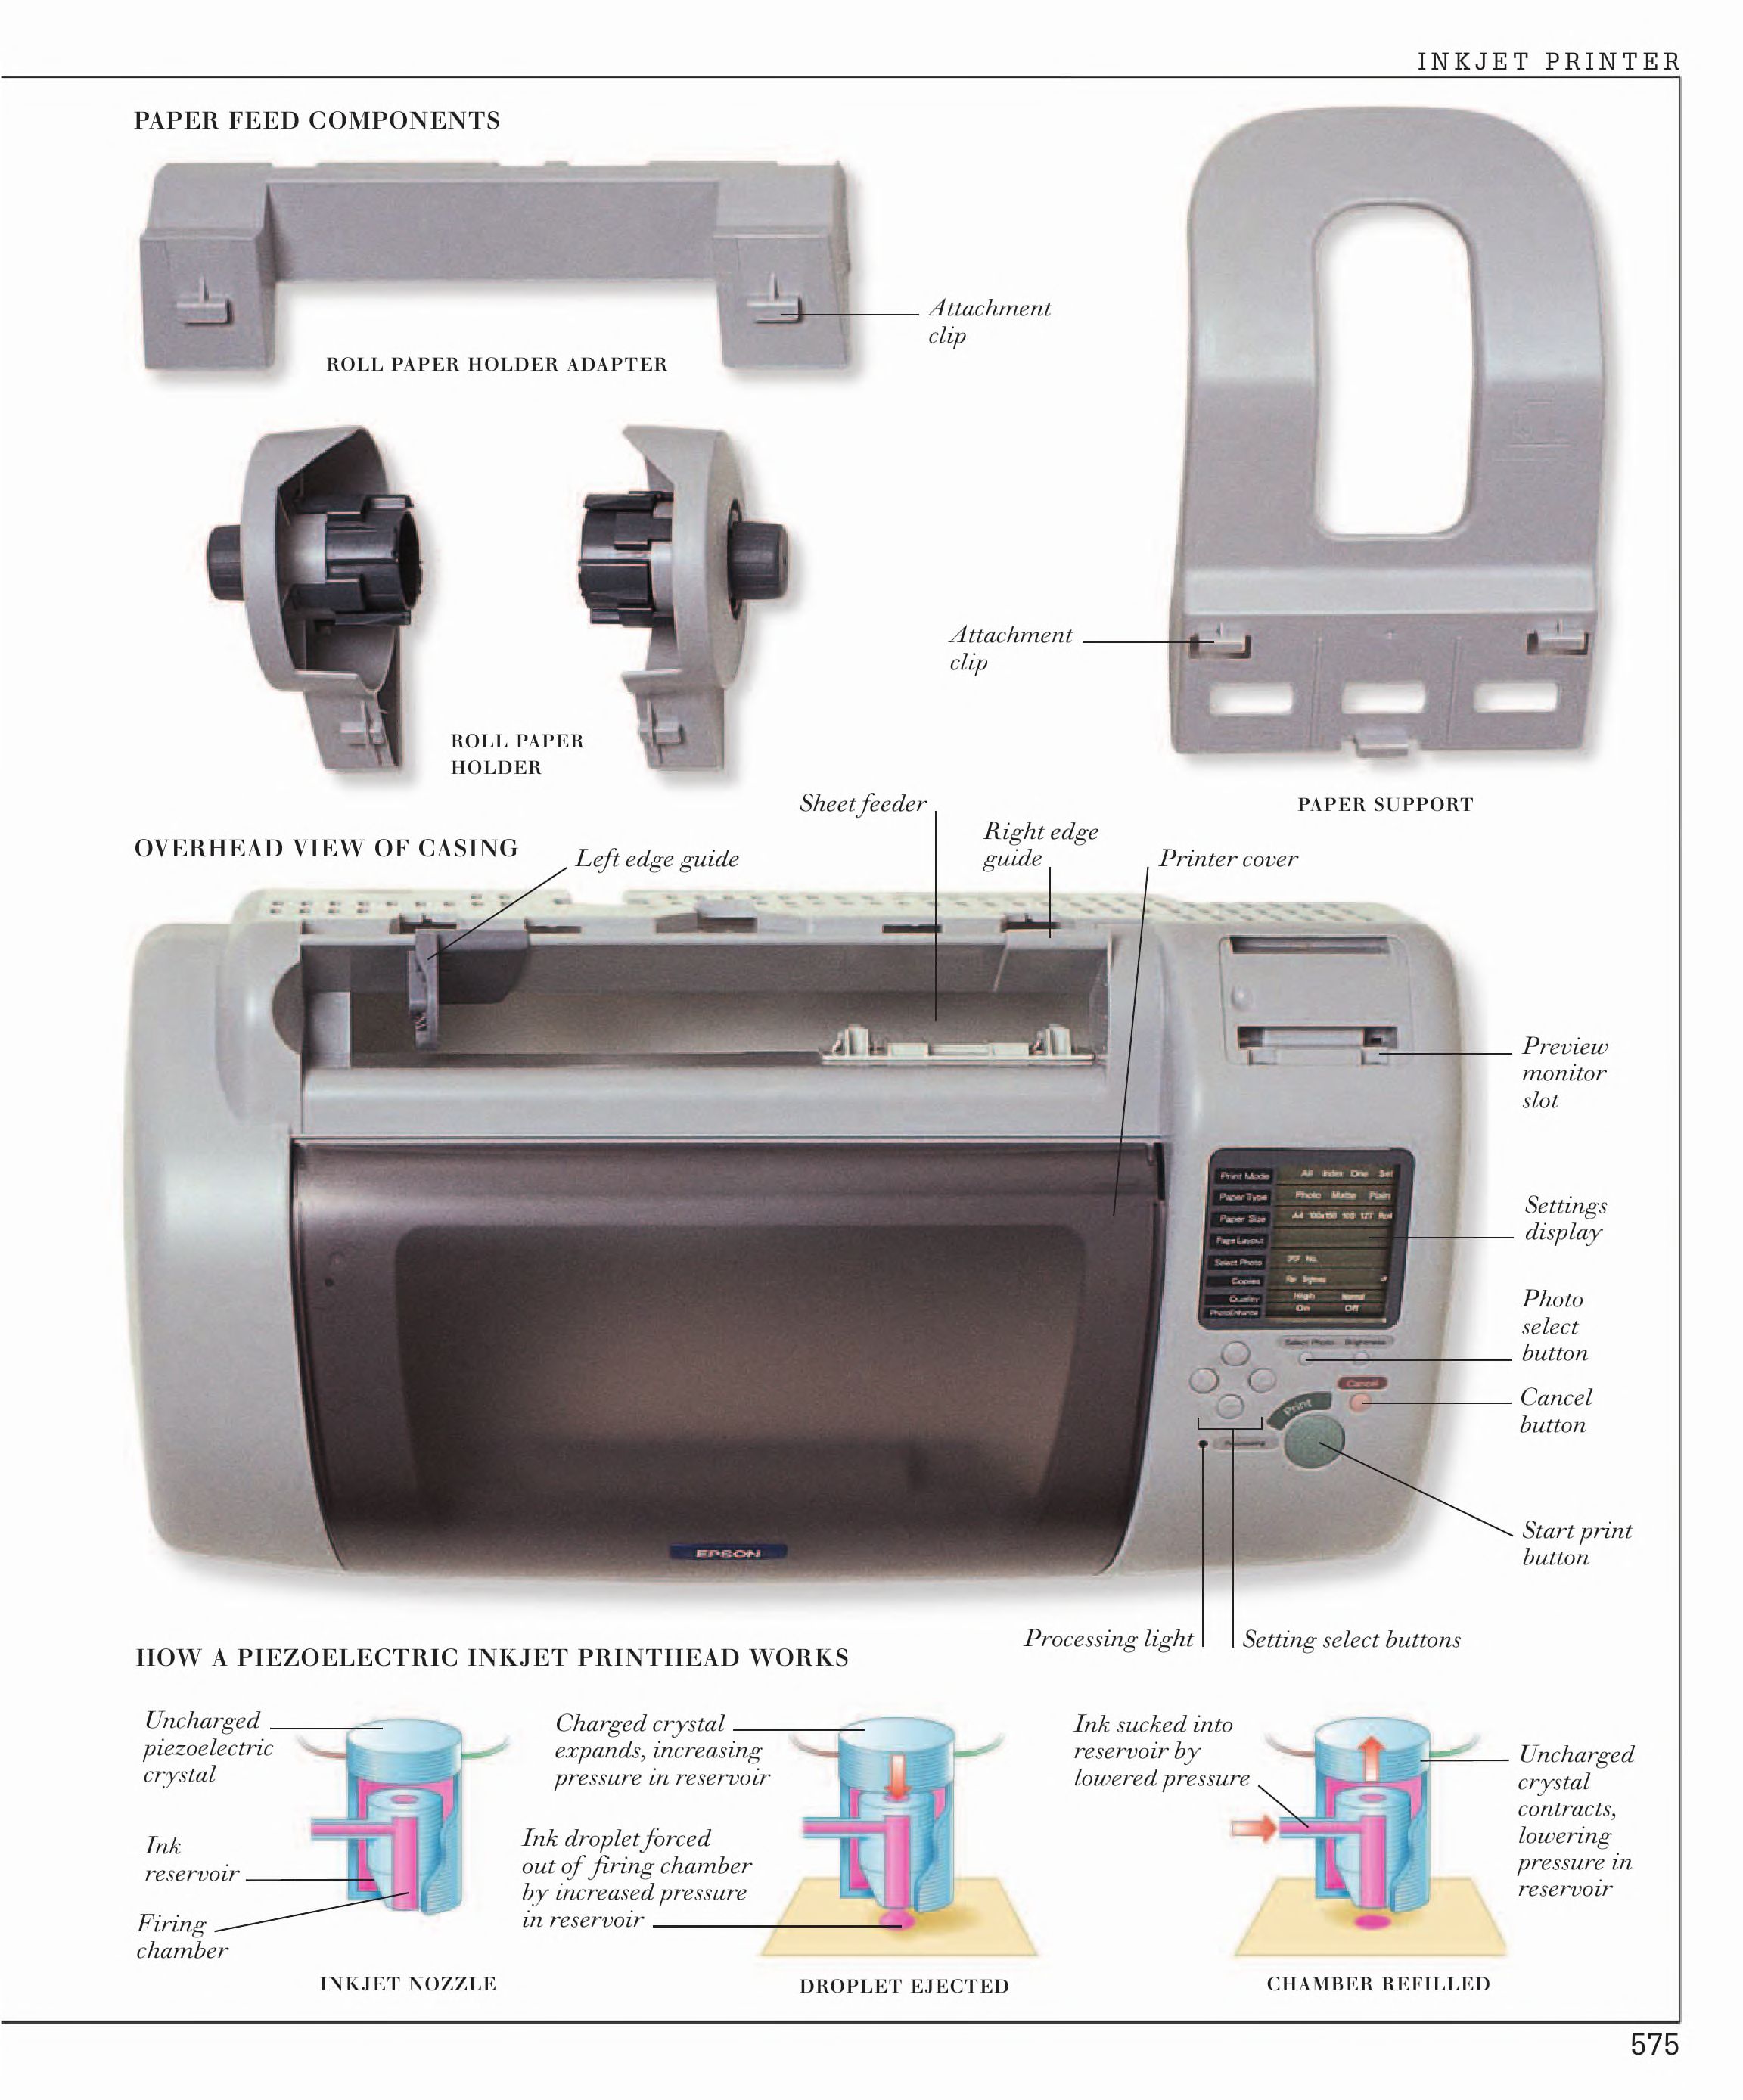 INKJET PRINTER
PAPER FEED COMPONENTS
Attachment
clip
ROLL PAPER HOLDER ADAPTER
Attachment
clip
ROLL PAPER
HOLDER
PAPER SUPPORT
OVERHEAD VIEW OF CASING
Left edge guide
Sheet feeder
Right edge
guide
Printer cover
Preview
monitor
slot
Print Mode All Index One Set
Paper Type Photo Matte Plain
Paper Size A4 100x150 100 127 Roll
Page Layout
Select Photo No.
Copies
Quality High Normal
PhotoEnhance On Off
Settings
display
Select Photo Brightness
Photo
select
button
Cancel
Cancel
button
Print
Processing
Start print
button
EPSON
Processing light
Setting select buttons
HOW A PIEZOELECTRIC INKJET PRINTHEAD WORKS
Uncharged
piezoelectric
crystal
Ink
reservoir
Firing
chamber
INKJET NOZZLE
Charged crystal
expands, increasing
pressure in reservoir
Ink droplet forced
out of firing chamber
by increased pressure
in reservoir
DROPLET EJECTED
Ink sucked into
reservoir by
lowered pressure
Uncharged
crystal
contracts,
lowering
pressure in
reservoir
CHAMBER REFILLED
575